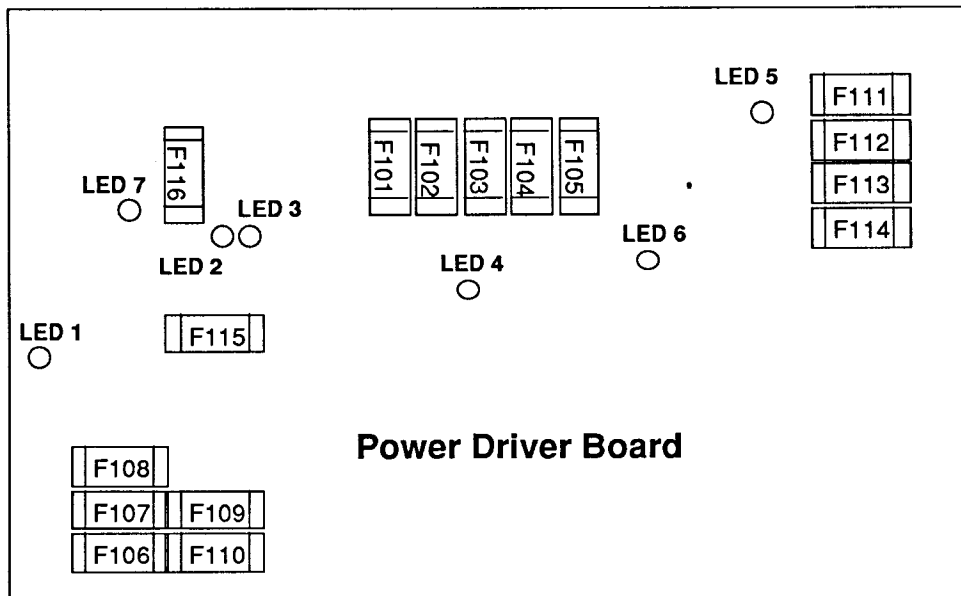 LED 5
F111
F112
F113
F114
F116
F101
F102
F103
F104
F105
LED 7
LED 3
LED 2
LED 6
LED 4
LED 1
F115
Power Driver Board
F108
F107
F109
F106
F110